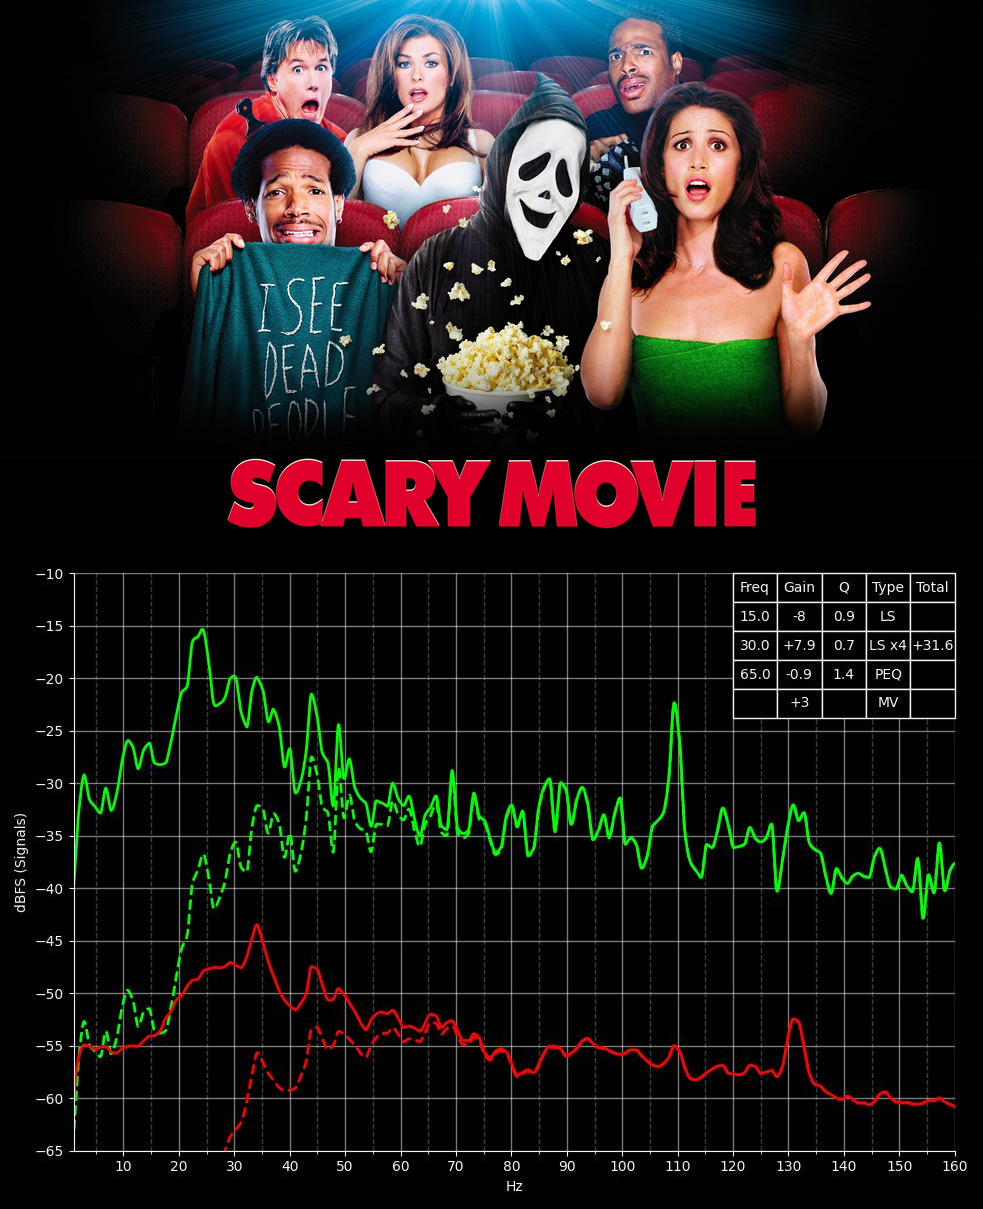 I SEE
DEAD
PEOPLE
SCARY MOVIE
Freq Gain Q Type Total
15.0 -8 0.9 LS
30.0 +7.9 0.7 LS x4 +31.6
65.0 -0.9 1.4 PEQ
+3 MV
dBFS (Signals)
−10
−15
−20
−25
−30
−35
−40
−45
−50
−55
−60
−65
10 20 30 40 50 60 70 80 90 100 110 120 130 140 150 160
Hz